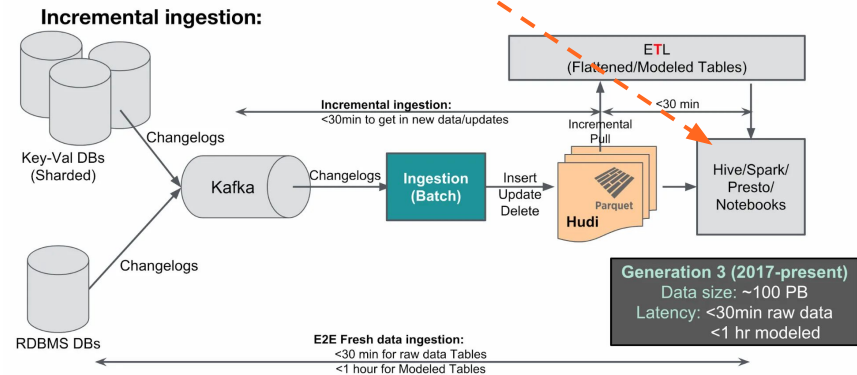 Incremental ingestion:
ETL
(Flattened/Modeled Tables)
Incremental ingestion:
<30min to get in new data/updates
<30 min
Changelogs
Incremental
Pull
Key-Val DBs
(Sharded)
Kafka
Changelogs
Ingestion
(Batch)
Insert
Update
Delete
Parquet
Hudi
Hive/Spark/
Presto/
Notebooks
Changelogs
RDBMS DBs
Generation 3 (2017-present)
Data size: ~100 PB
Latency: <30min raw data
<1 hr modeled
E2E Fresh data ingestion:
<30 min for raw data Tables
<1 hour for Modeled Tables